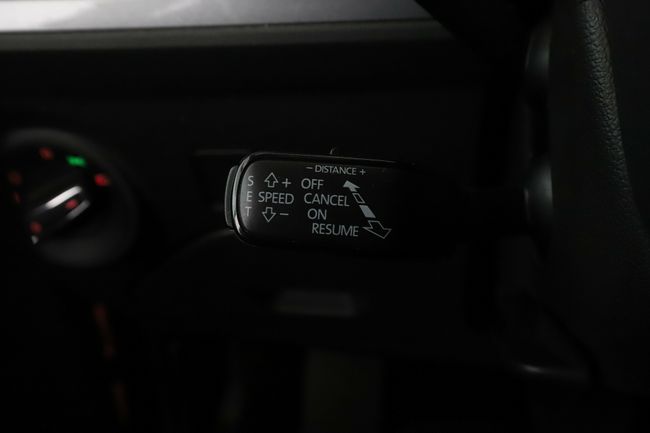 − DISTANCE +
S + OFF
E SPEED CANCEL
T − ON
RESUME